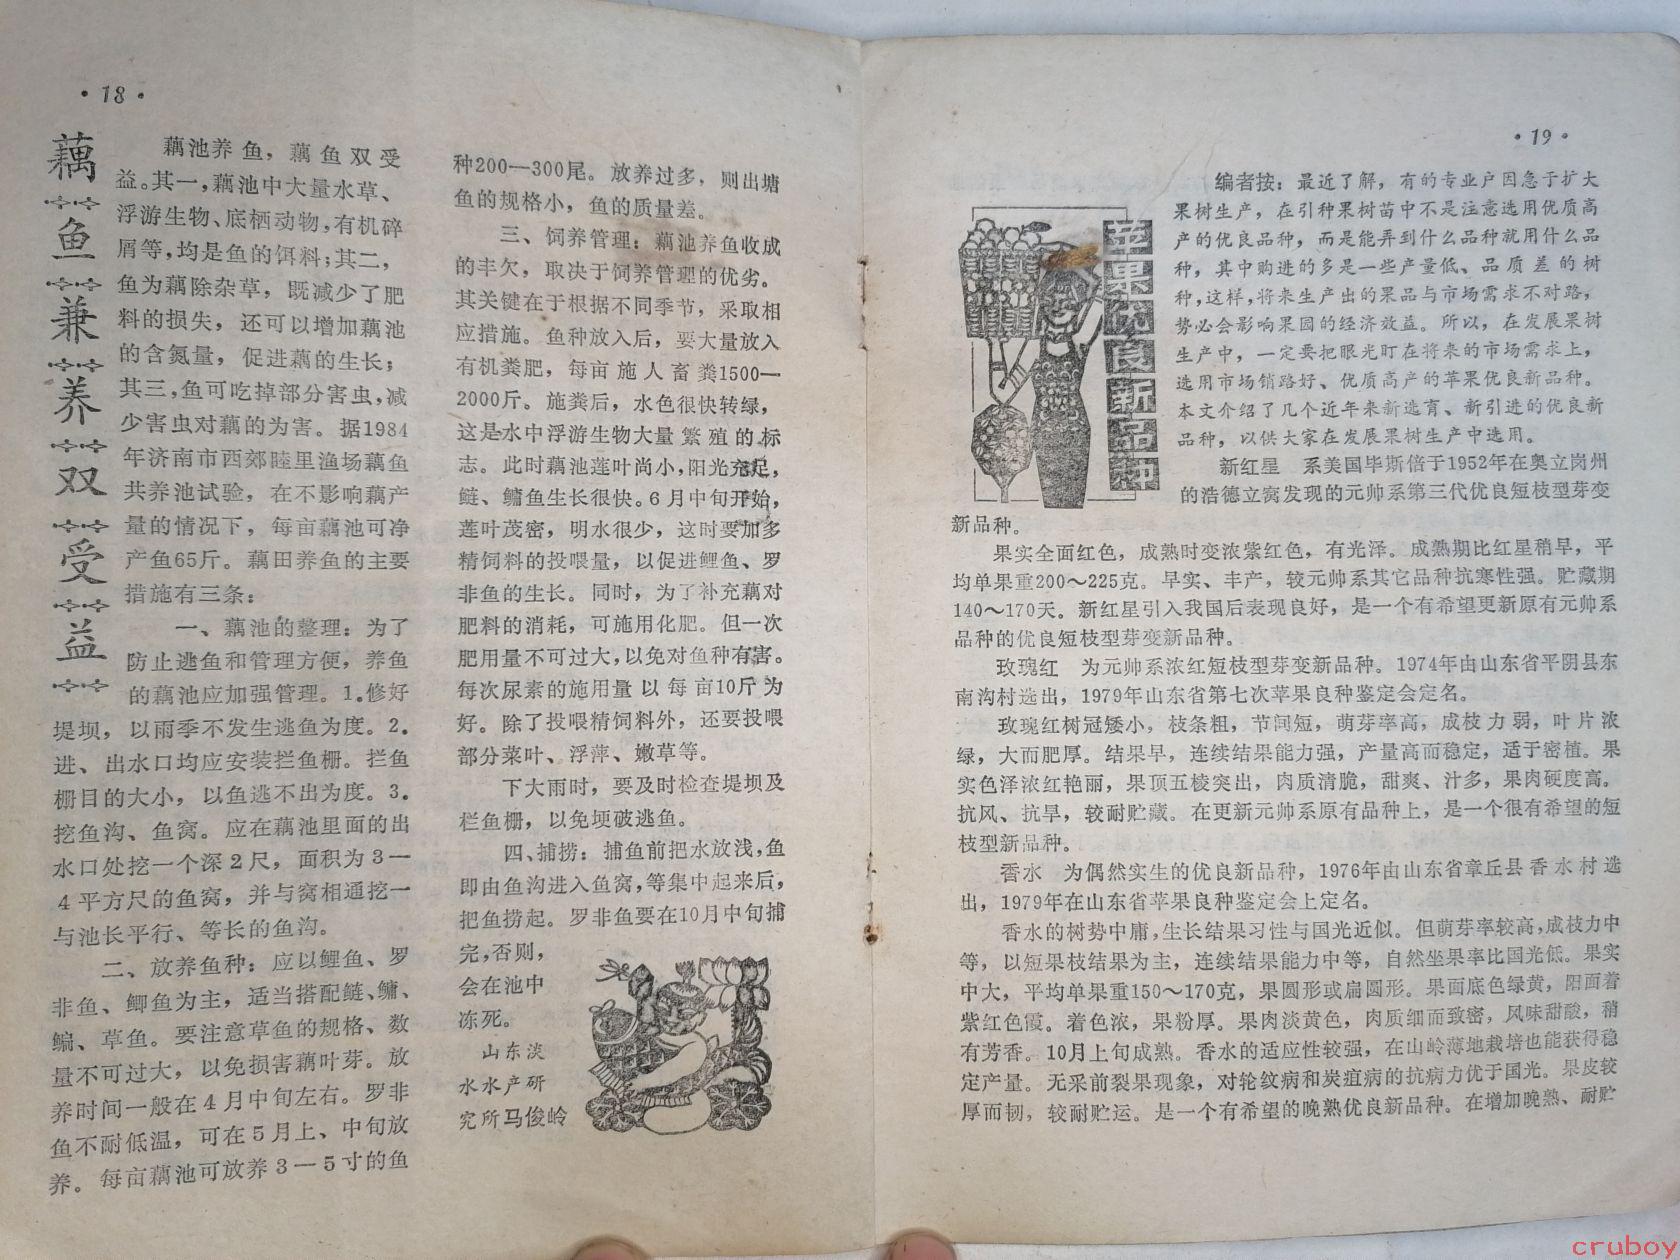 ·18·
藕鱼兼养双受益
藕池养鱼，藕鱼双受
益。其一，藕池中大量水草、
浮游生物、底栖动物，有机碎
屑等，均是鱼的饵料；其二，
鱼为藕除杂草，既减少了肥
料的损失，还可以增加藕池
的含氮量，促进藕的生长；
其三，鱼可吃掉部分害虫，减
少害虫对藕的为害。据1984
年济南市西郊睦里渔场藕鱼
共养池试验，在不影响藕产
量的情况下，每亩藕池可净
产鱼65斤。藕田养鱼的主要
措施有三条：
一、藕池的整理：为了
防止逃鱼和管理方便，养鱼
的藕池应加强管理。1.修好
堤坝，以雨季不发生逃鱼为度。2.
进、出水口均应安装拦鱼栅。拦鱼
栅目的大小，以鱼逃不出为度。3.
挖鱼沟、鱼窝。应在藕池里面的出
水口处挖一个深2尺，面积为3—
4平方尺的鱼窝，并与窝相通挖一
与池长平行、等长的鱼沟。
二、放养鱼种：应以鲤鱼、罗
非鱼、鲫鱼为主，适当搭配鲢、鳙、
鳊、草鱼。要注意草鱼的规格、数
量不可过大，以免损害藕叶芽。放
养时间一般在4月中旬左右。罗非
鱼不耐低温，可在5月上、中旬放
养。每亩藕池可放养3—5寸的鱼
种200—300尾。放养过多，则出塘
鱼的规格小，鱼的质量差。
三、饲养管理：藕池养鱼收成
的丰欠，取决于饲养管理的优劣。
其关键在于根据不同季节，采取相
应措施。鱼种放入后，要大量放入
有机粪肥，每亩施人畜粪1500—
2000斤。施粪后，水色很快转绿，
这是水中浮游生物大量繁殖的标
志。此时藕池莲叶尚小，阳光充足，
鲢、鳙鱼生长很快。6月中旬开始，
莲叶茂密，明水很少，这时要加多
精饲料的投喂量，以促进鲤鱼、罗
非鱼的生长。同时，为了补充藕对
肥料的消耗，可施用化肥。但一次
肥用量不可过大，以免对鱼种有害。
每次尿素的施用量以每亩10斤为
好。除了投喂精饲料外，还要投喂
部分菜叶、浮萍、嫩草等。
下大雨时，要及时检查堤坝及
栏鱼栅，以免埂破逃鱼。
四、捕捞：捕鱼前把水放浅，鱼
即由鱼沟进入鱼窝，等集中起来后，
把鱼捞起。罗非鱼要在10月中旬捕
完，否则，
会在池中
冻死。
山东淡
水水产研
究所马俊岭
·19·
苹果优良新品种
编者按：最近了解，有的专业户因急于扩大
果树生产，在引种果树苗中不是注意选用优质高
产的优良品种，而是能弄到什么品种就用什么品
种，其中购进的多是一些产量低、品质差的树
种，这样，将来生产出的果品与市场需求不对路，
势必会影响果园的经济效益。所以，在发展果树
生产中，一定要把眼光盯在将来的市场需求上，
选用市场销路好、优质高产的苹果优良新品种。
本文介绍了几个近年来新选育、新引进的优良新
品种，以供大家在发展果树生产中选用。
新红星　系美国毕斯倍于1952年在奥立岗州
的浩德立窝发现的元帅系第三代优良短枝型芽变
新品种。
果实全面红色，成熟时变浓紫红色，有光泽。成熟期比红星稍早，平
均单果重200～225克。早实、丰产，较元帅系其它品种抗寒性强。贮藏期
140～170天。新红星引入我国后表现良好，是一个有希望更新原有元帅系
品种的优良短枝型芽变新品种。
玫瑰红　为元帅系浓红短枝型芽变新品种。1974年由山东省平阴县东
南沟村选出，1979年山东省第七次苹果良种鉴定会定名。
玫瑰红树冠矮小，枝条粗，节间短，萌芽率高，成枝力弱，叶片浓
绿，大而肥厚。结果早，连续结果能力强，产量高而稳定，适于密植。果
实色泽浓红艳丽，果顶五棱突出，肉质清脆，甜爽、汁多，果肉硬度高。
抗风、抗旱，较耐贮藏。在更新元帅系原有品种上，是一个很有希望的短
枝型新品种。
香水　为偶然实生的优良新品种，1976年由山东省章丘县香水村选
出，1979年在山东省苹果良种鉴定会上定名。
香水的树势中庸，生长结果习性与国光近似。但萌芽率较高，成枝力中
等，以短果枝结果为主，连续结果能力中等，自然坐果率比国光低。果实
中大，平均单果重150～170克，果圆形或扁圆形。果面底色绿黄，阳面着
紫红色霞。着色浓，果粉厚。果肉淡黄色，肉质细而致密，风味甜酸，稍
有芳香。10月上旬成熟。香水的适应性较强，在山岭薄地栽培也能获得稳
定产量。无采前裂果现象，对轮纹病和炭疽病的抗病力优于国光。果皮较
厚而韧，较耐贮运。是一个有希望的晚熟优良新品种。在增加晚熟、耐贮
cruboy